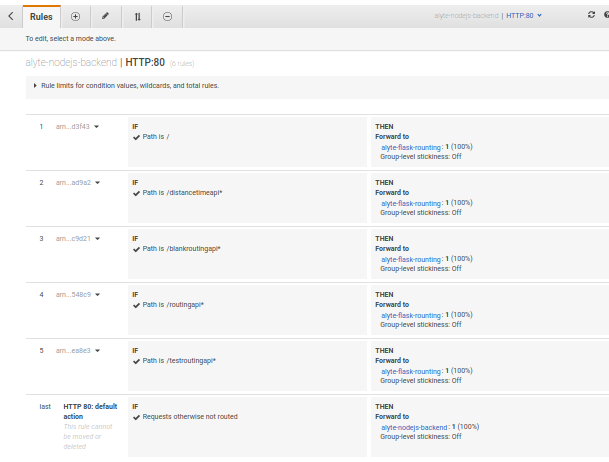 Rules
alyte-nodejs-backend | HTTP:80
To edit, select a mode above.
alyte-nodejs-backend | HTTP:80 (6 rules)
Rule limits for condition values, wildcards, and total rules.
1 arn...d3f43 IF THEN
Path is / Forward to
alyte-flask-rounting: 1 (100%)
Group-level stickiness: Off
2 arn...ad9a2 IF THEN
Path is /distancetimeapi* Forward to
alyte-flask-rounting: 1 (100%)
Group-level stickiness: Off
3 arn...c9d21 IF THEN
Path is /blankroutingapi* Forward to
alyte-flask-rounting: 1 (100%)
Group-level stickiness: Off
4 arn...548c9 IF THEN
Path is /routingapi* Forward to
alyte-flask-rounting: 1 (100%)
Group-level stickiness: Off
5 arn...ea8e3 IF THEN
Path is /testroutingapi* Forward to
alyte-flask-rounting: 1 (100%)
Group-level stickiness: Off
last HTTP 80: default action IF THEN
This rule cannot be moved or deleted
Requests otherwise not routed Forward to
alyte-nodejs-backend: 1 (100%)
Group-level stickiness: Off